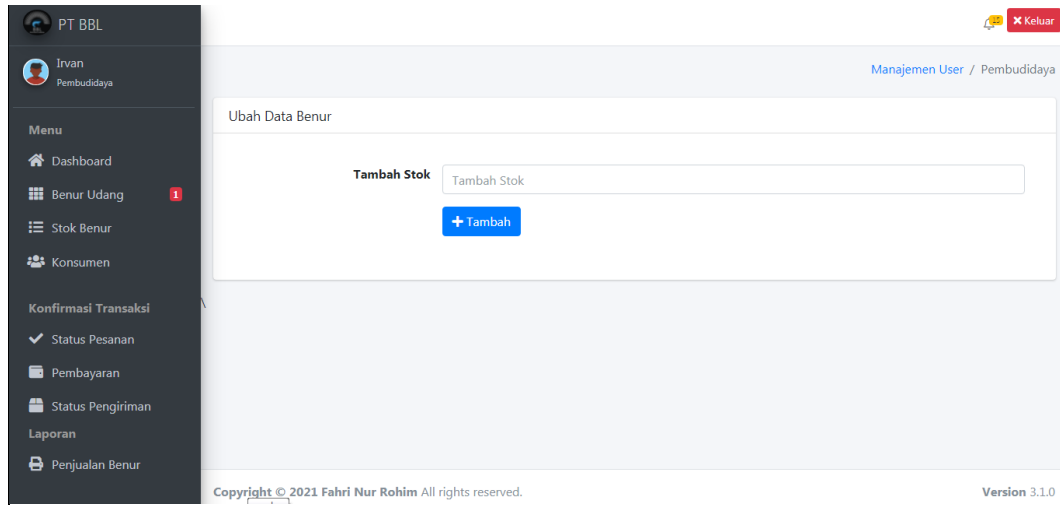 PT BBL
Keluar
Irvan
Pembudidaya
Manajemen User / Pembudidaya
Menu
Dashboard
Benur Udang 1
Stok Benur
Konsumen
Konfirmasi Transaksi
Status Pesanan
Pembayaran
Status Pengiriman
Laporan
Penjualan Benur
Ubah Data Benur
Tambah Stok
Tambah Stok
Tambah
Copyright © 2021 Fahri Nur Rohim All rights reserved.
Version 3.1.0